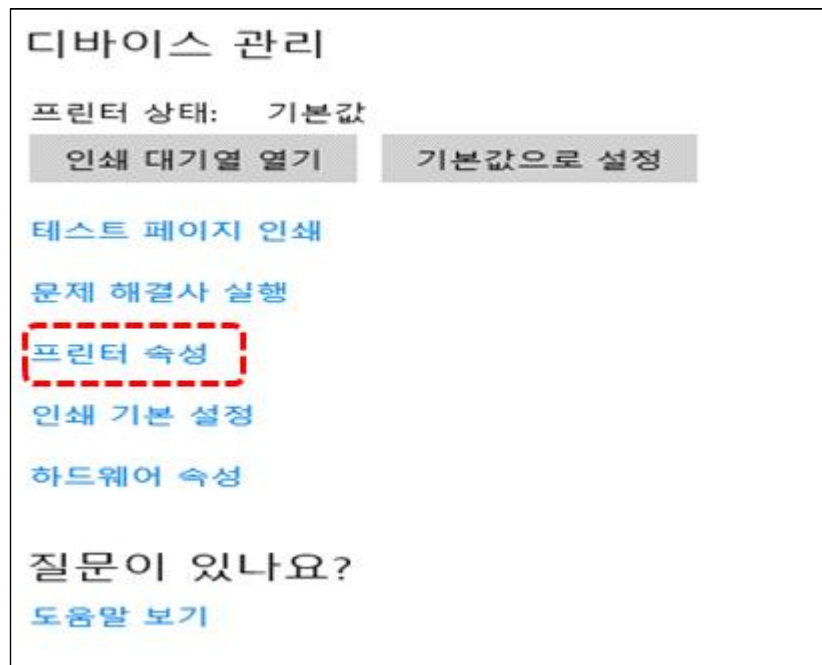 디바이스 관리
프린터 상태: 기본값
인쇄 대기열 열기 기본값으로 설정
테스트 페이지 인쇄
문제 해결사 실행
프린터 속성
인쇄 기본 설정
하드웨어 속성
질문이 있나요?
도움말 보기